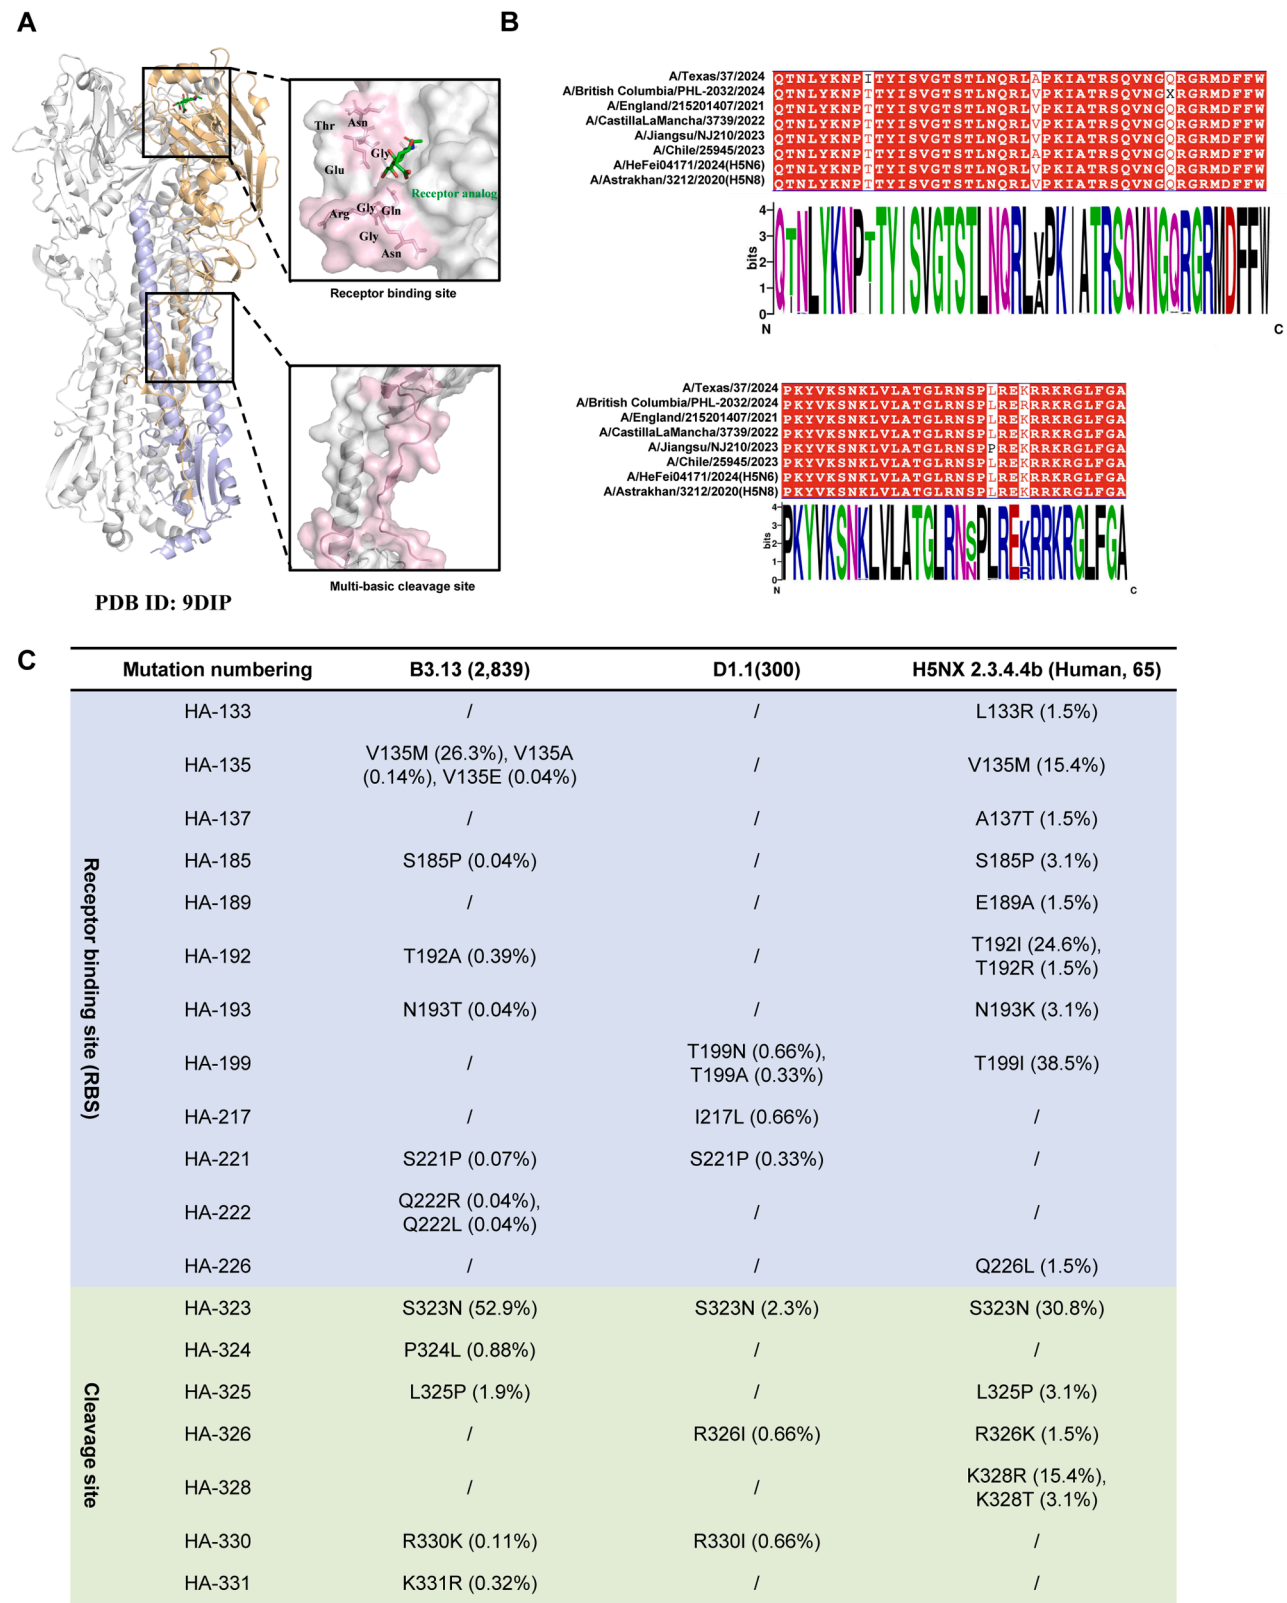 A
Thr
Asn
Gly
Glu
Receptor analog
Arg
Gly
Gln
Gly
Asn
Receptor binding site
Multi-basic cleavage site
PDB ID: 9DIP
B
A/Texas/37/2024 QTNLYKNPITYISVGTSTLNQRLAPKIATRSQVNGQRGRMDFFW
A/British Columbia/PHL-2032/2024 QTNLYKNPTTYISVGTSTLNQRLVPKIATRSQVNGXRGRMDFFW
A/England/215201407/2021 QTNLYKNPTTYISVGTSTLNQRLVPKIATRSQVNGQRGRMDFFW
A/CastillaLaMancha/3739/2022 QTNLYKNPTTYISVGTSTLNQRLVPKIATRSQVNGQRGRMDFFW
A/Jiangsu/NJ210/2023 QTNLYKNPTTYISVGTSTLNQRLVPKIATRSQVNGQRGRMDFFW
A/Chile/25945/2023 QTNLYKNPTTYISVGTSTLNQRLAPKIATRSQVNGQRGRMDFFW
A/HeFei04171/2024(H5N6) QTNLYKNPTTYISVGTSTLNQRLVPKIATRSQVNGQRGRMDFFW
A/Astrakhan/3212/2020(H5N8) QTNLYKNPTTYISVGTSTLNQRLVPKIATRSQVNGQRGRMDFFW
bits
4
3
2
1
0
QTNLYKNPTTYISVGTSTLNQRLVPKIATRSQVNGQRGRMDFFW
A
N C
A/Texas/37/2024 PKYVKSNKLVLATGLRNSPLREKRRKRGLFGA
A/British Columbia/PHL-2032/2024 PKYVKSNKLVLATGLRNSPLRERRRKRGLFGA
A/England/215201407/2021 PKYVKSNKLVLATGLRNSPLREKRRKRGLFGA
A/CastillaLaMancha/3739/2022 PKYVKSNKLVLATGLRNSPLREKRRKRGLFGA
A/Jiangsu/NJ210/2023 PKYVKSNKLVLATGLRNSPPREKRRKRGLFGA
A/Chile/25945/2023 PKYVKSNKLVLATGLRNSPLREKRRKRGLFGA
A/HeFei04171/2024(H5N6) PKYVKSNKLVLATGLRNSPLREKRRKRGLFGA
A/Astrakhan/3212/2020(H5N8) PKYVKSNKLVLATGLRNSPLREKRRKRGLFGA
bits
4
3
2
1
0
PKYVKSNKLVLATGLRNSPLREKRRKRGLFGA
N R
N C
C
Mutation numbering B3.13 (2,839) D1.1(300) H5NX 2.3.4.4b (Human, 65)
Receptor binding site (RBS)
HA-133 / / L133R (1.5%)
HA-135 V135M (26.3%), V135A (0.14%), V135E (0.04%) / V135M (15.4%)
HA-137 / / A137T (1.5%)
HA-185 S185P (0.04%) / S185P (3.1%)
HA-189 / / E189A (1.5%)
HA-192 T192A (0.39%) / T192I (24.6%), T192R (1.5%)
HA-193 N193T (0.04%) / N193K (3.1%)
HA-199 / T199N (0.66%), T199A (0.33%) T199I (38.5%)
HA-217 / I217L (0.66%) /
HA-221 S221P (0.07%) S221P (0.33%) /
HA-222 Q222R (0.04%), Q222L (0.04%) / /
HA-226 / / Q226L (1.5%)
Cleavage site
HA-323 S323N (52.9%) S323N (2.3%) S323N (30.8%)
HA-324 P324L (0.88%) / /
HA-325 L325P (1.9%) / L325P (3.1%)
HA-326 / R326I (0.66%) R326K (1.5%)
HA-328 / / K328R (15.4%), K328T (3.1%)
HA-330 R330K (0.11%) R330I (0.66%) /
HA-331 K331R (0.32%) / /